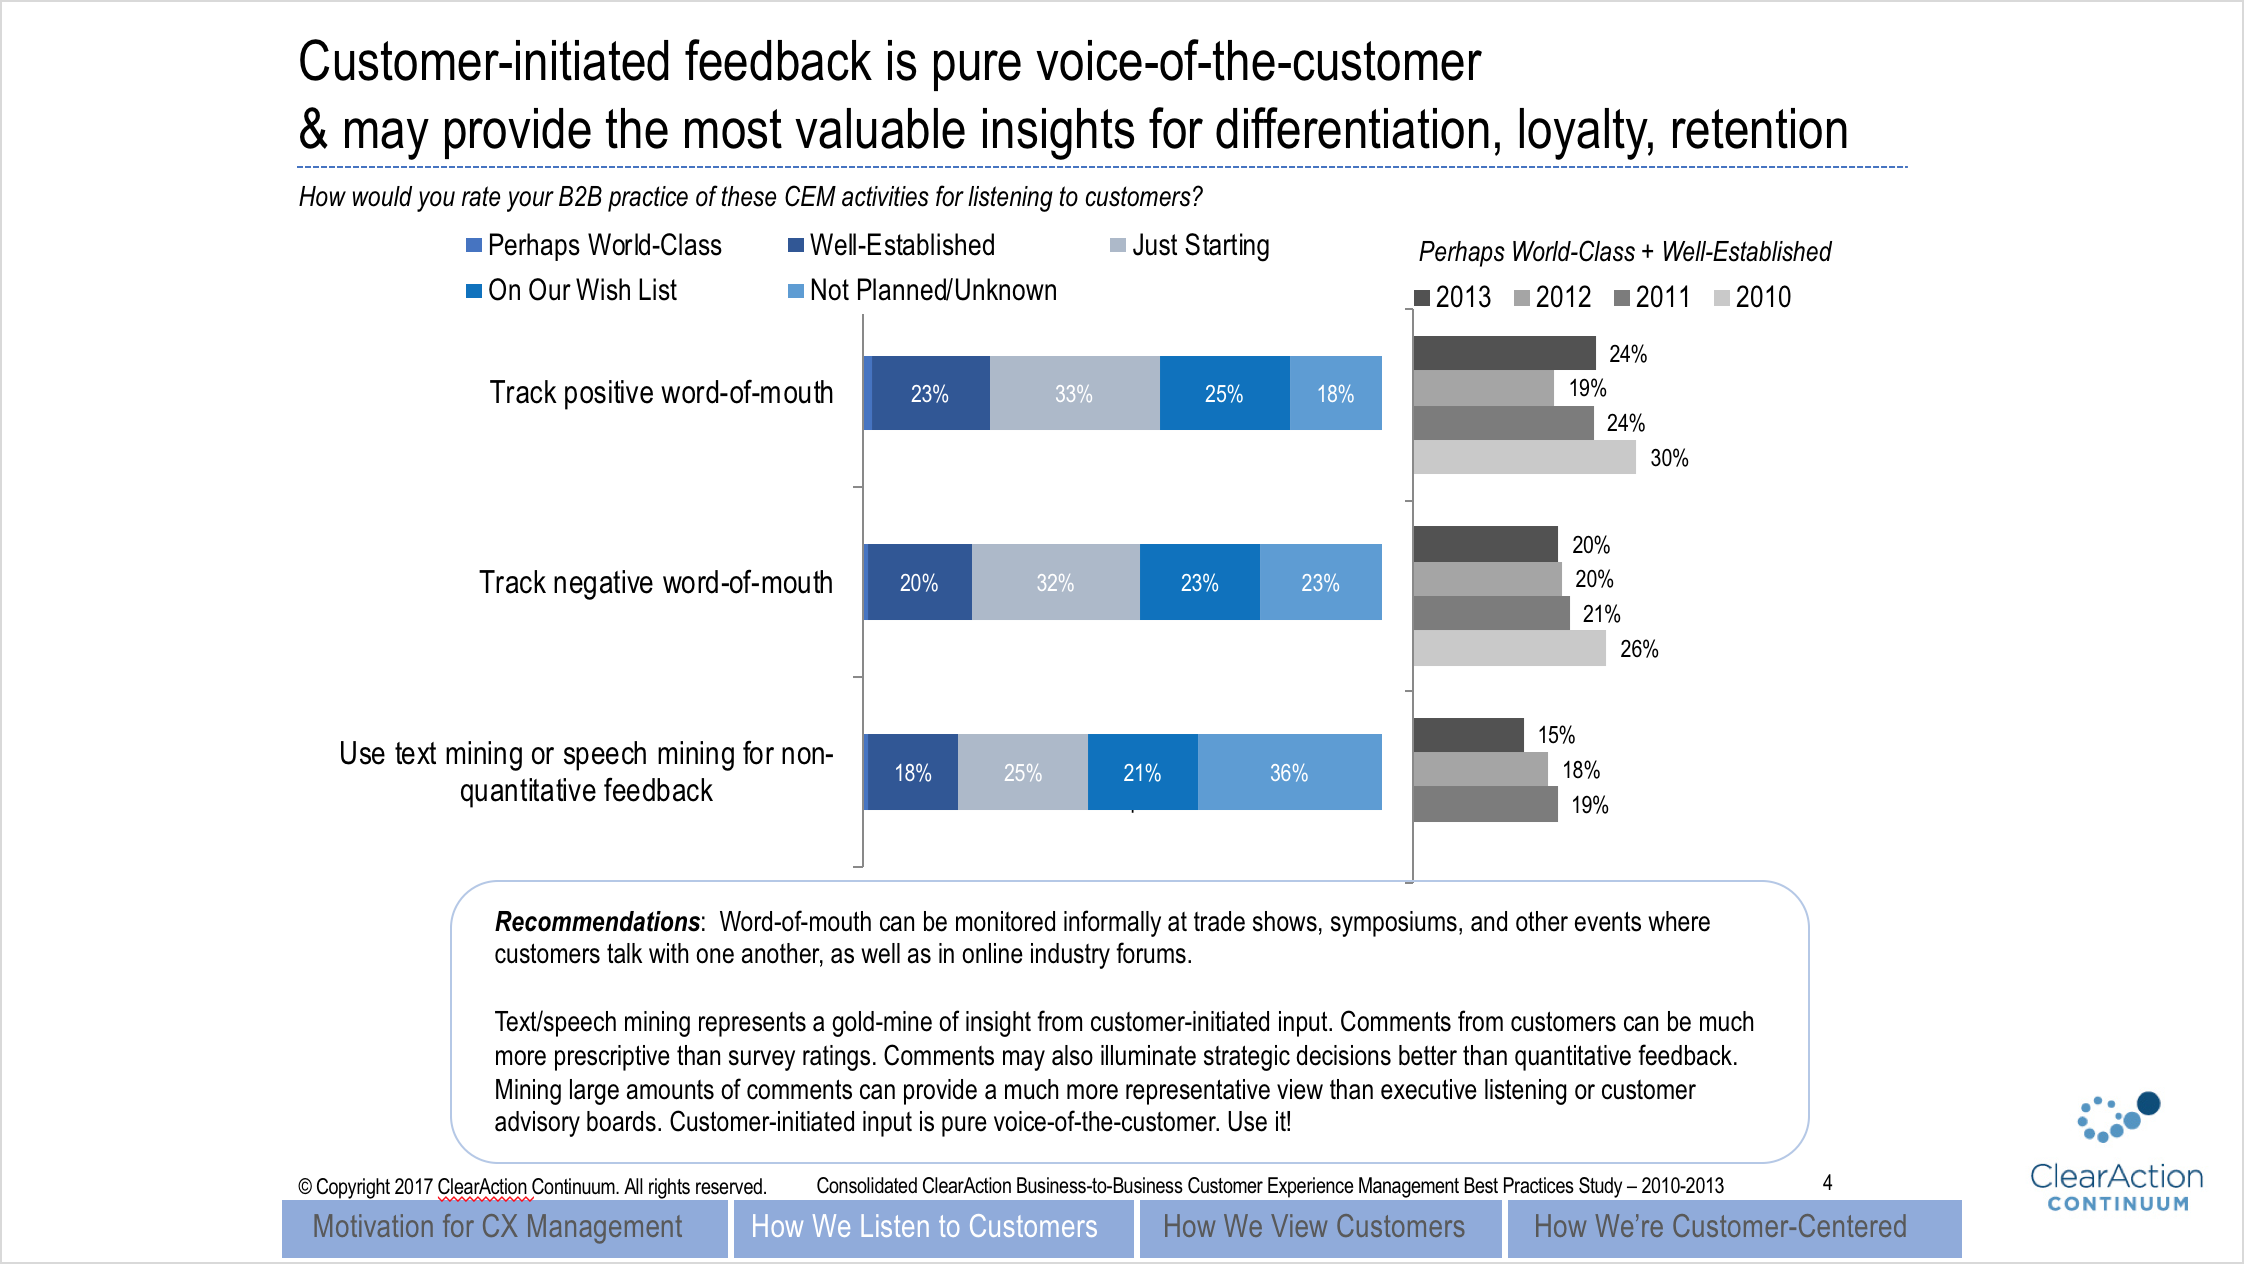 Customer-initiated feedback is pure voice-of-the-customer
& may provide the most valuable insights for differentiation, loyalty, retention
How would you rate your B2B practice of these CEM activities for listening to customers?
Perhaps World-Class Well-Established Just Starting
On Our Wish List Not Planned/Unknown
Perhaps World-Class + Well-Established
2013 2012 2011 2010
Track positive word-of-mouth
23% 33% 25% 18%
24%
19%
24%
30%
Track negative word-of-mouth
20% 32% 23% 23%
20%
20%
21%
26%
Use text mining or speech mining for non-
quantitative feedback
18% 25% 21% 36%
15%
18%
19%
Recommendations: Word-of-mouth can be monitored informally at trade shows, symposiums, and other events where
customers talk with one another, as well as in online industry forums.
Text/speech mining represents a gold-mine of insight from customer-initiated input. Comments from customers can be much
more prescriptive than survey ratings. Comments may also illuminate strategic decisions better than quantitative feedback.
Mining large amounts of comments can provide a much more representative view than executive listening or customer
advisory boards. Customer-initiated input is pure voice-of-the-customer. Use it!
© Copyright 2017 ClearAction Continuum. All rights reserved. Consolidated ClearAction Business-to-Business Customer Experience Management Best Practices Study – 2010-2013 4
Motivation for CX Management How We Listen to Customers How We View Customers How We’re Customer-Centered
ClearAction
CONTINUUM